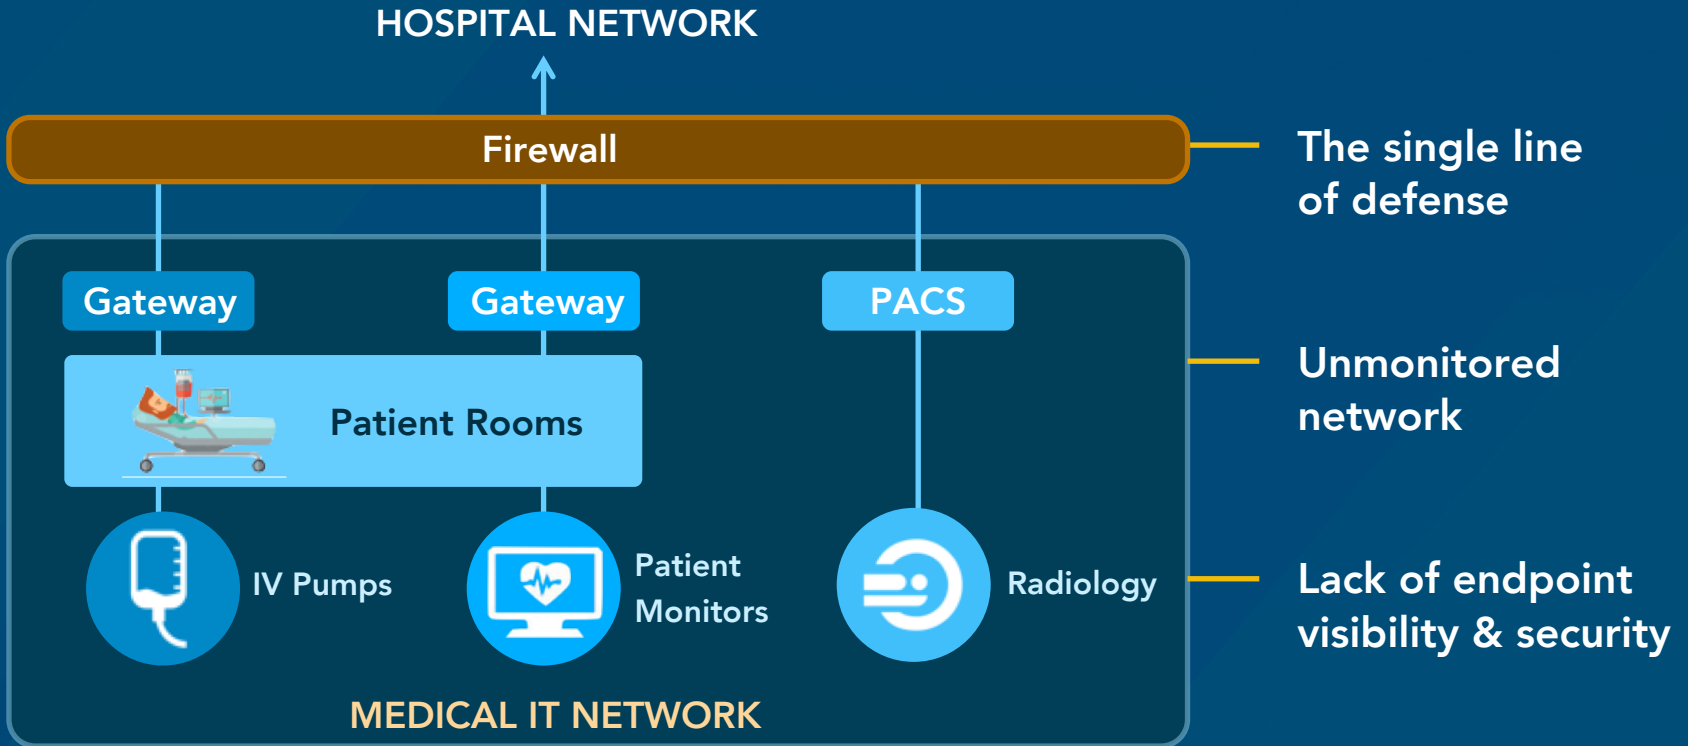 HOSPITAL NETWORK
Firewall
The single line
of defense
Gateway
Gateway
PACS
Unmonitored
network
Patient Rooms
IV Pumps
Patient
Monitors
Radiology
Lack of endpoint
visibility & security
MEDICAL IT NETWORK